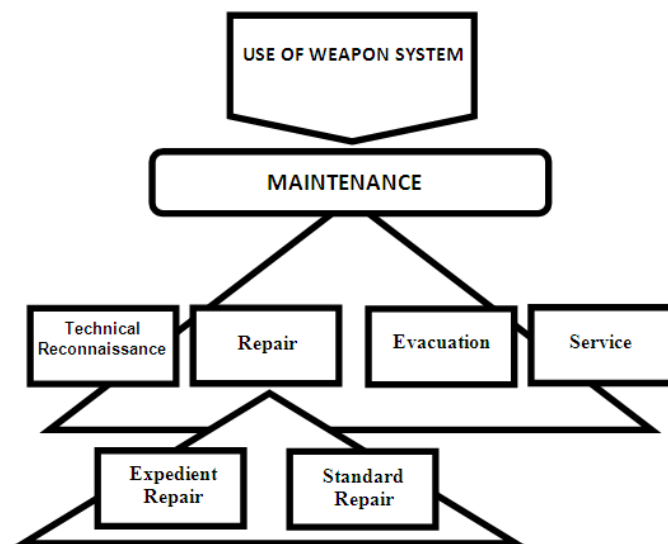 USE OF WEAPON SYSTEM
MAINTENANCE
Technical
Reconnaissance
Repair
Evacuation
Service
Expedient
Repair
Standard
Repair